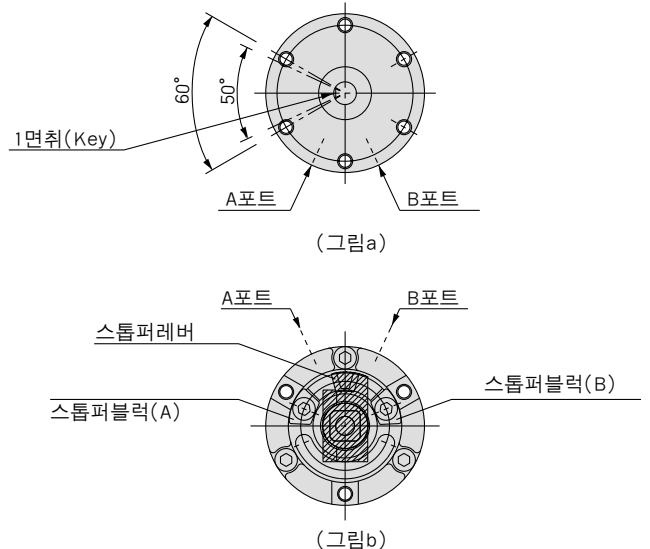 60°
50°
1면취(Key)
A포트
B포트
(그림a)
A포트
B포트
스톱퍼레버
스톱퍼블럭(B)
스톱퍼블럭(A)
(그림b)